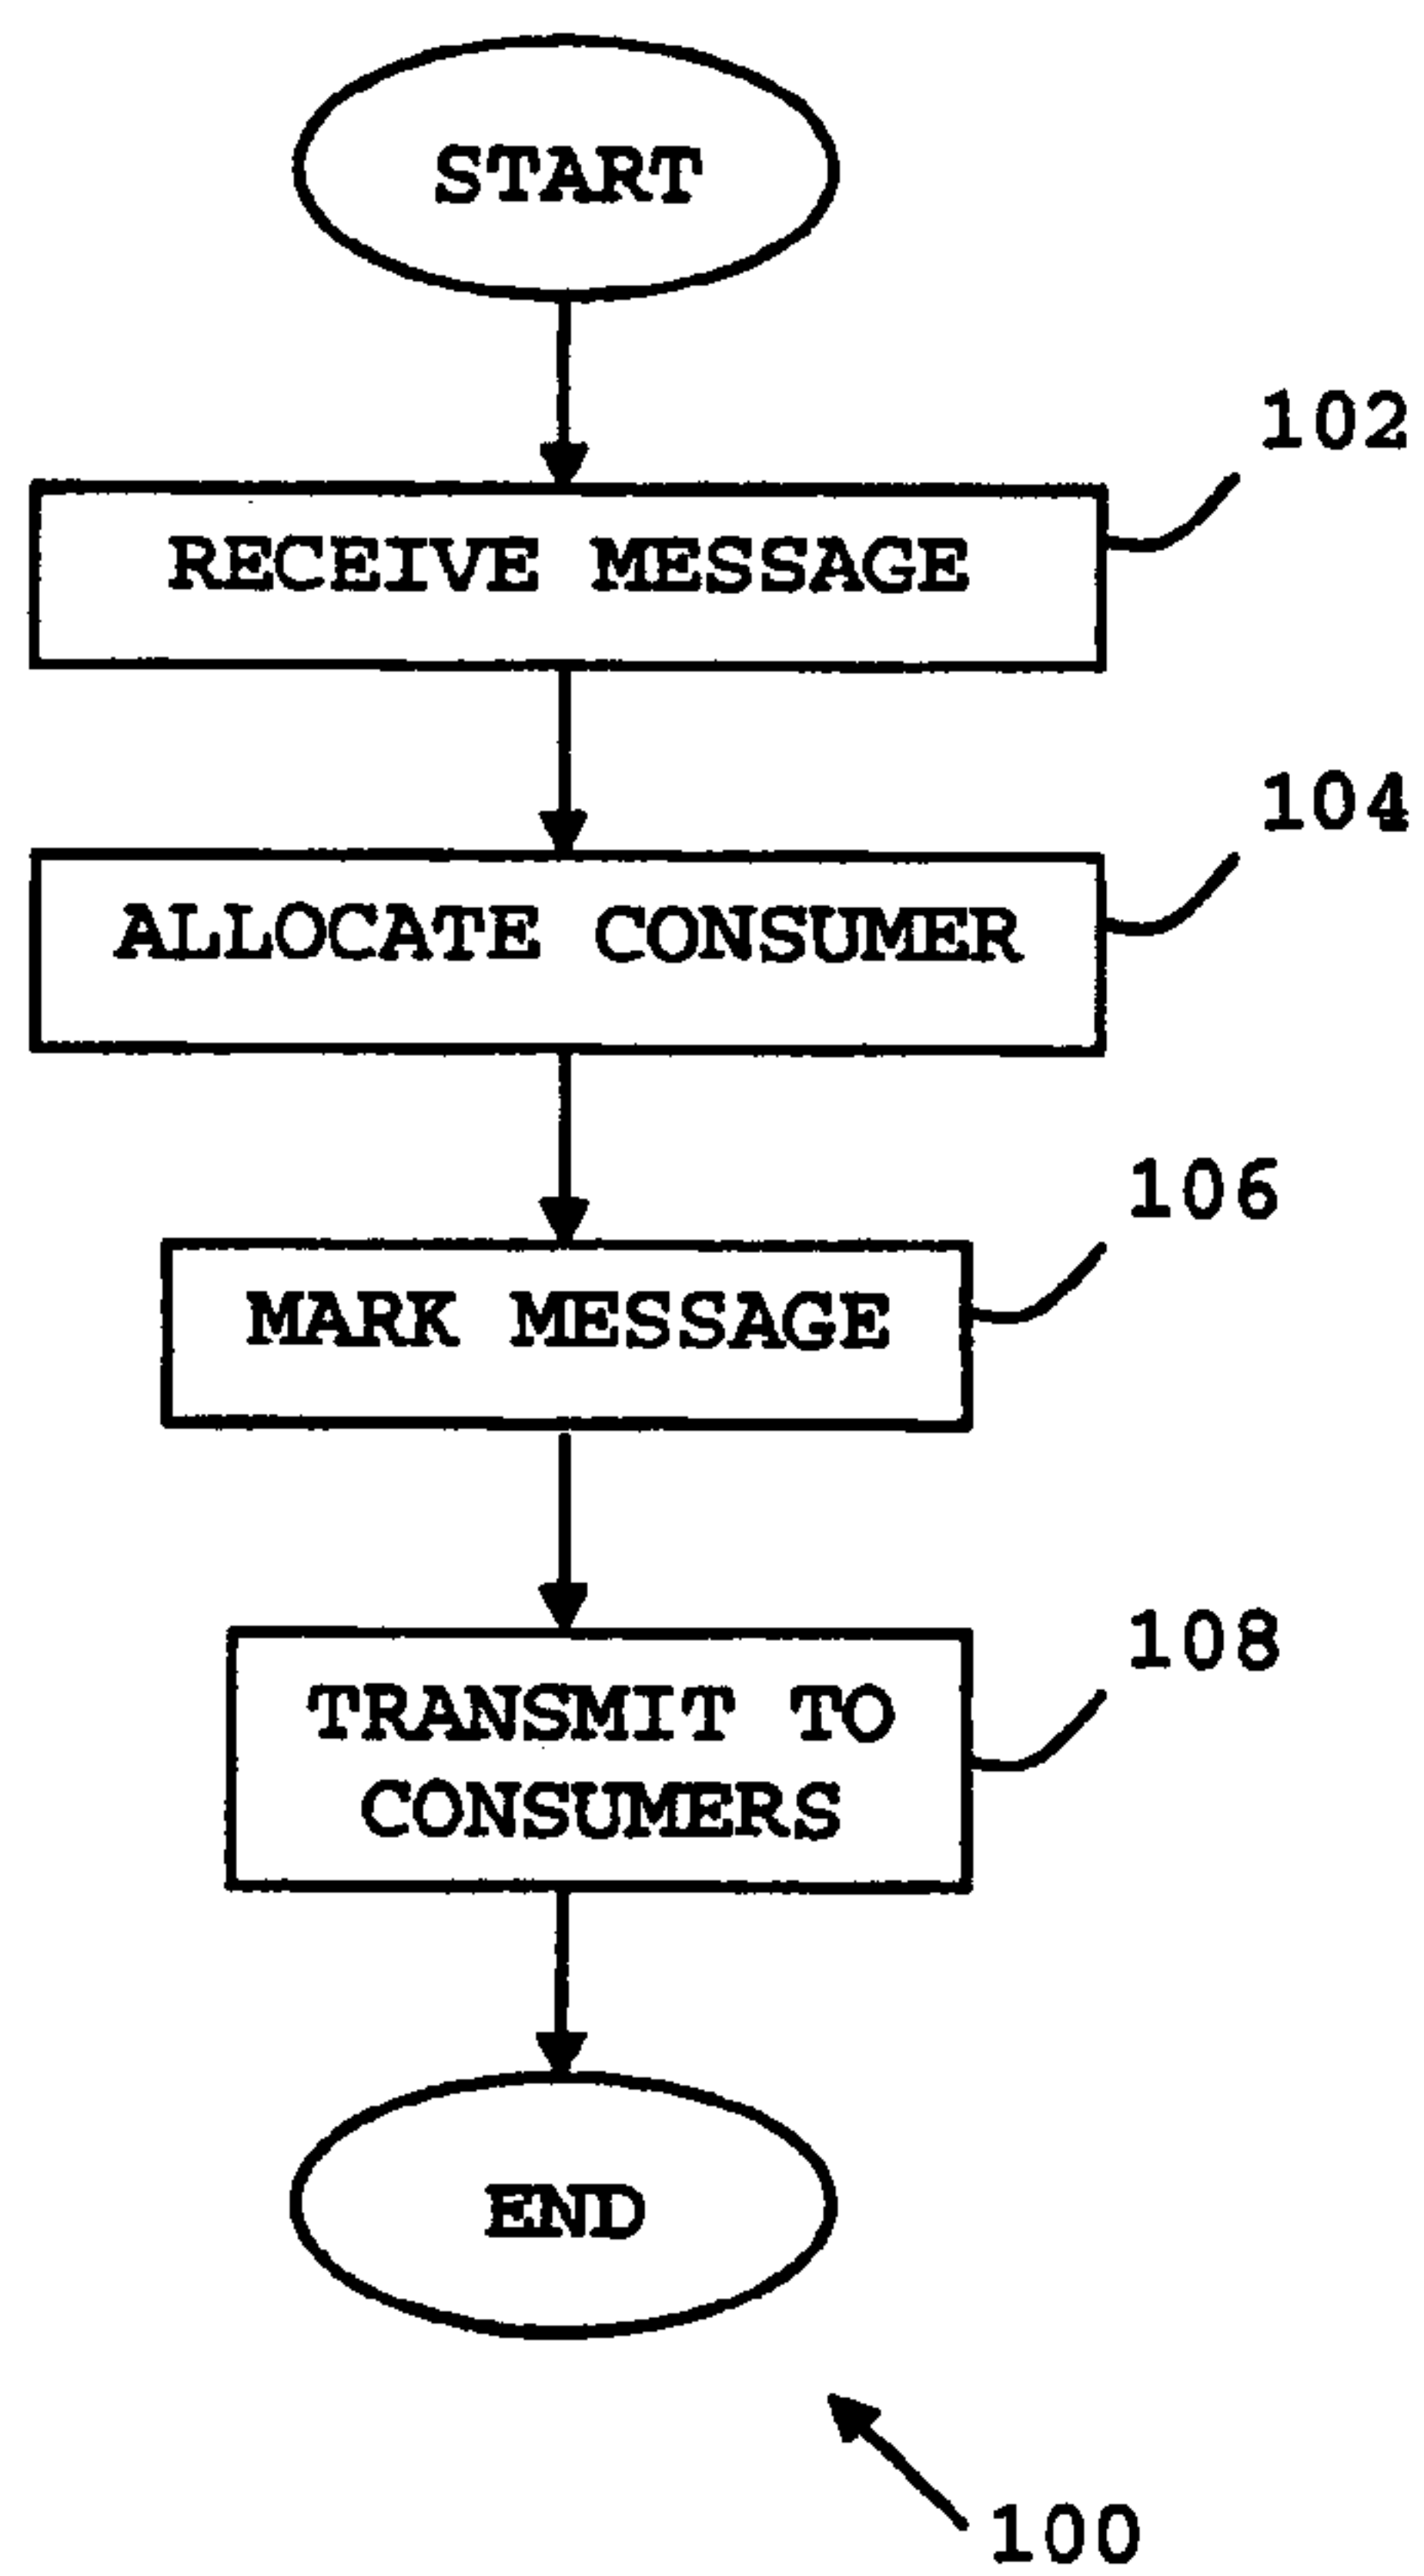 START
102
RECEIVE MESSAGE
104
ALLOCATE CONSUMER
106
MARK MESSAGE
108
TRANSMIT TO
CONSUMERS
END
100